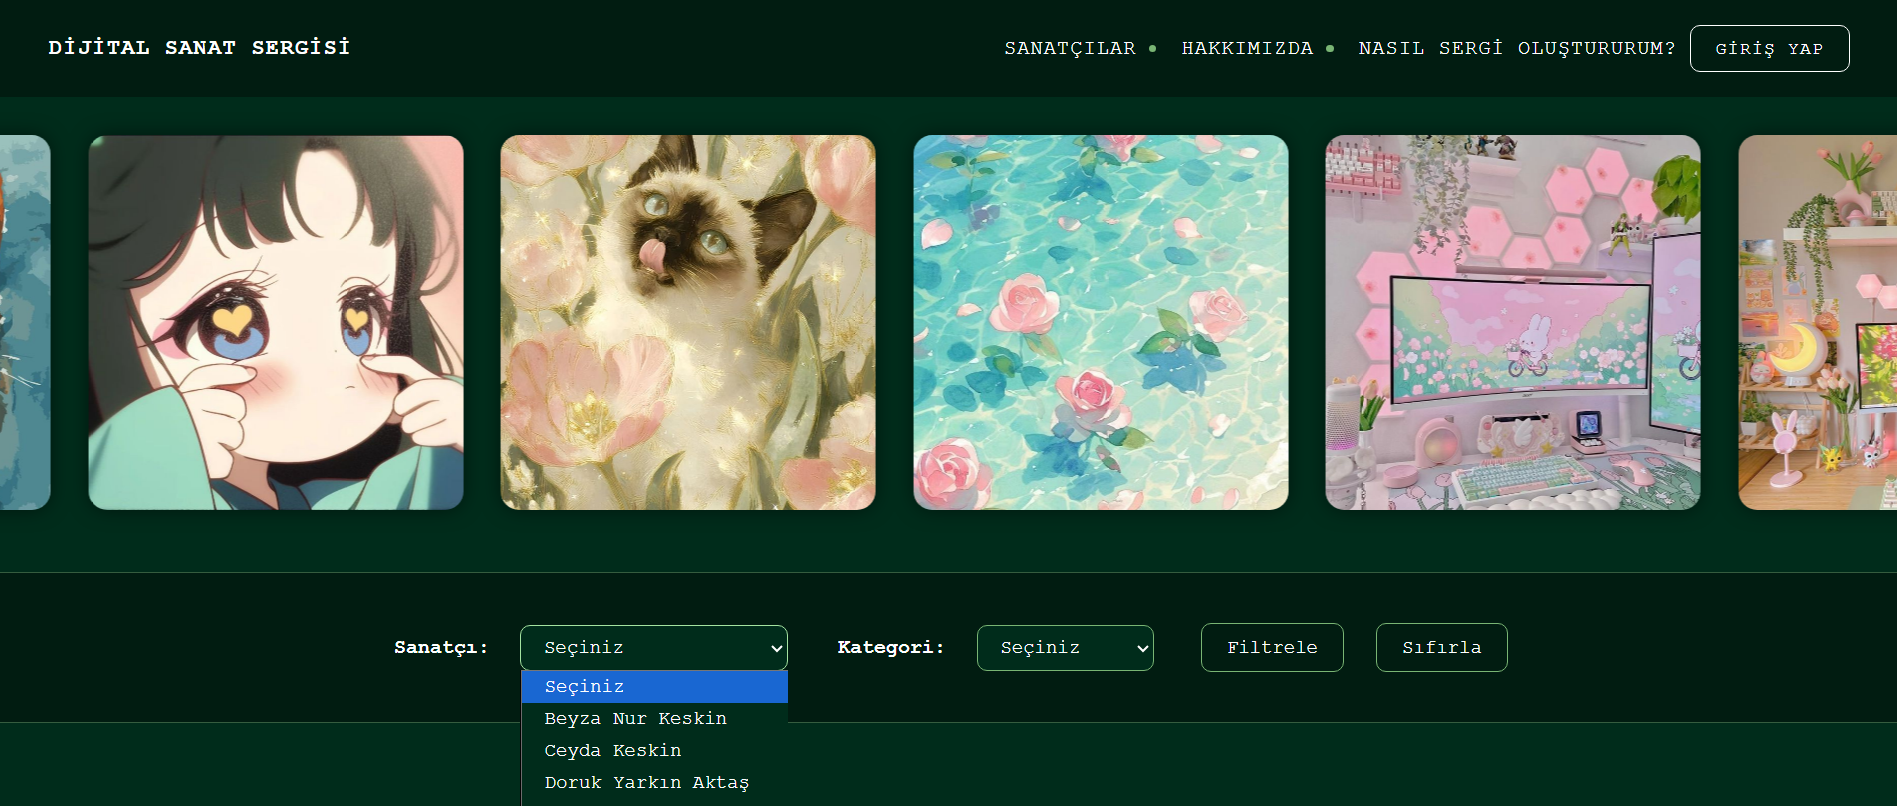 DİJİTAL SANAT SERGİSİ
SANATÇILAR • HAKKIMIZDA • NASIL SERGİ OLUŞTURURUM? GİRİŞ YAP
Sanatçı: Seçiniz Kategori: Seçiniz Filtrele Sıfırla
Seçiniz
Beyza Nur Keskin
Ceyda Keskin
Doruk Yarkın Aktaş